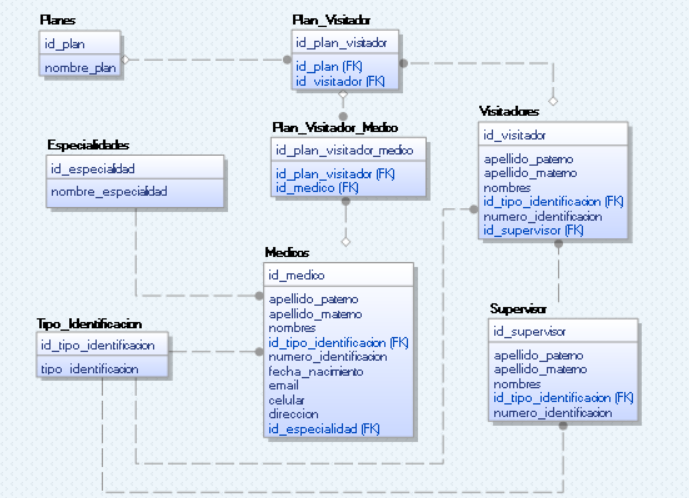 Planes
id_plan
nombre_plan
Plan_Visitador
id_plan_visitador
id_plan (FK)
id_visitador (FK)
Visitadores
id_visitador
apellido_paterno
apellido_materno
nombres
id_tipo_identificacion (FK)
numero_identificacion
id_supervisor (FK)
Especialidades
id_especialidad
nombre_especialidad
Plan_Visitador_Medico
id_plan_visitador_medico
id_plan_visitador (FK)
id_medico (FK)
Medicos
id_medico
apellido_paterno
apellido_materno
nombres
id_tipo_identificacion (FK)
numero_identificacion
fecha_nacimiento
email
celular
direccion
id_especialidad (FK)
Tipo_Identificacion
id_tipo_identificacion
tipo_identificacion
Supervisor
id_supervisor
apellido_paterno
apellido_materno
nombres
id_tipo_identificacion (FK)
numero_identificacion